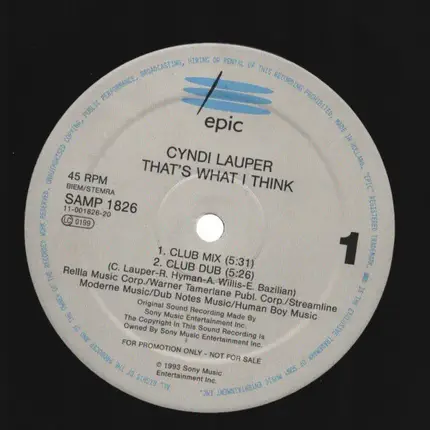 epic
CYNDI LAUPER
THAT'S WHAT I THINK
45 RPM
BIEM/STEMRA
SAMP 1826
11-001826-20
LC 0199
1
1. CLUB MIX (5:31)
2. CLUB DUB (5:26)
(C. Lauper-R. Hyman-A. Willis-E. Bazilian)
Rellla Music Corp./Warner Tamerlane Publ. Corp./Streamline
Moderne Music/Dub Notes Music/Human Boy Music
Original Sound Recording Made By
Sony Music Entertainment Inc.
The Copyright In This Sound Recording is
Owned By Sony Music Entertainment Inc.
FOR PROMOTION ONLY - NOT FOR SALE
© 1993 Sony Music
Entertainment Inc.